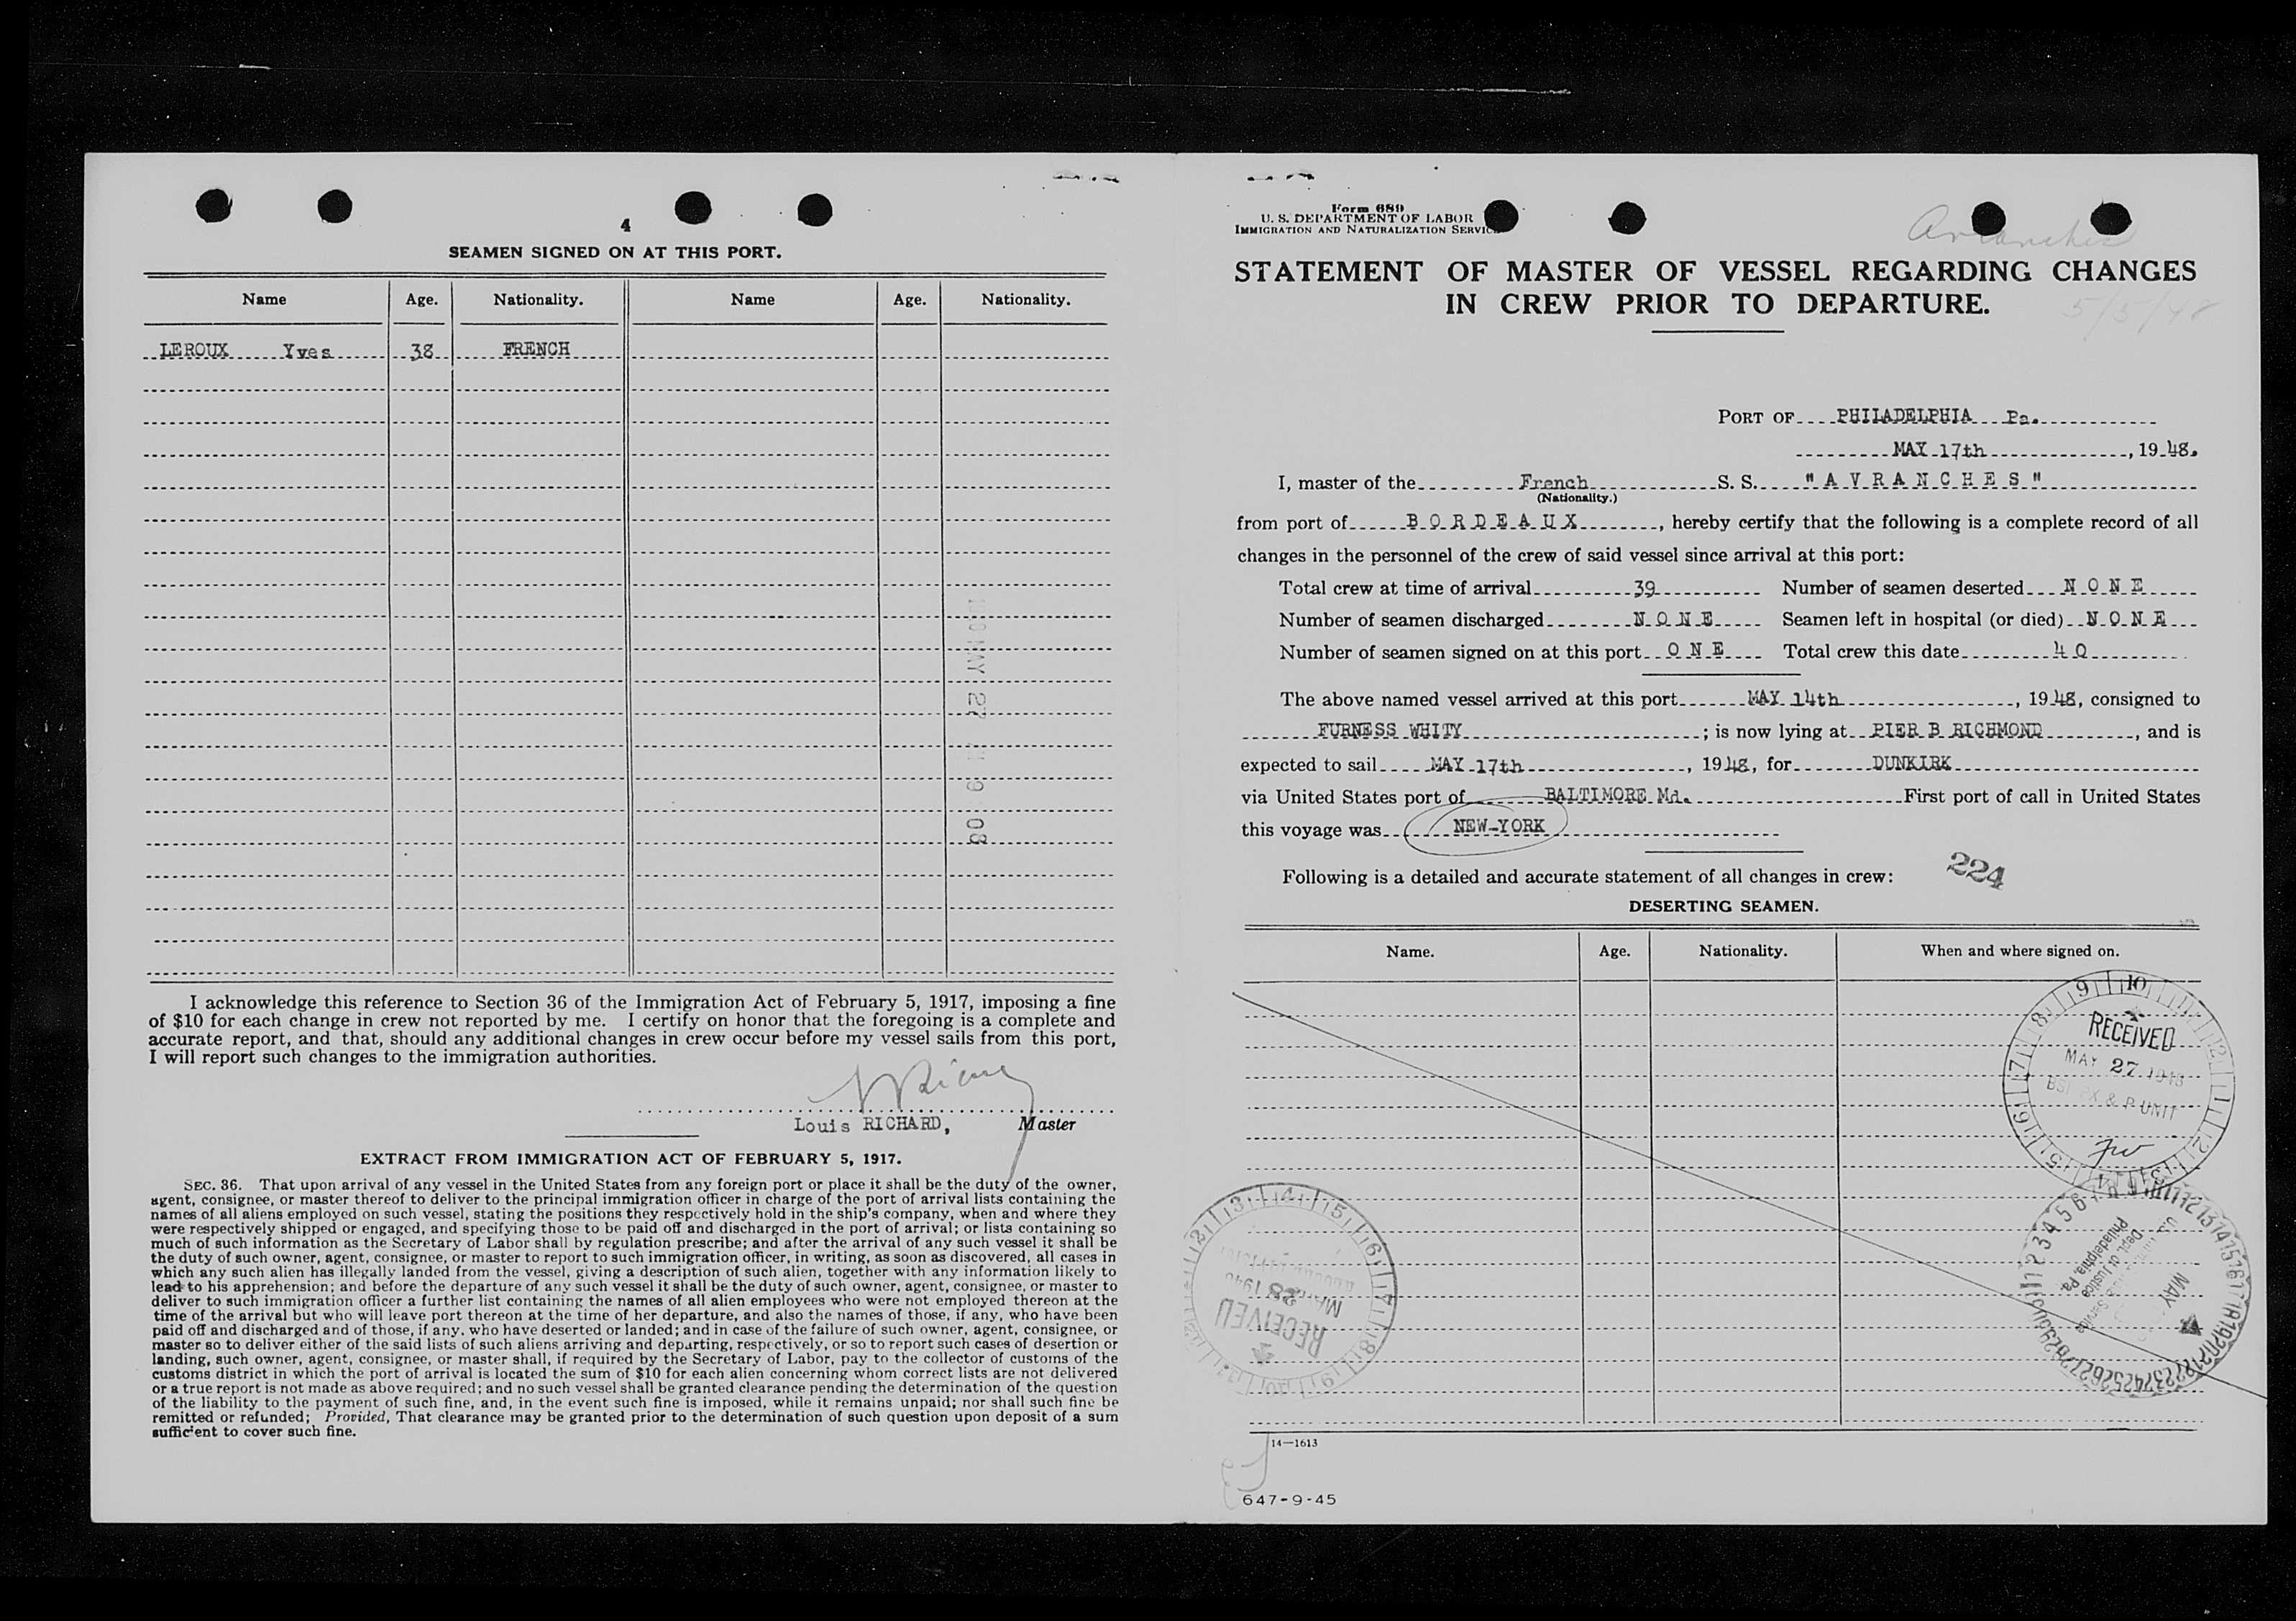 4
SEAMEN SIGNED ON AT THIS PORT.
Name Age. Nationality. Name Age. Nationality.
LEROUX Yves 38 FRENCH
MAY 27 9 08
I acknowledge this reference to Section 36 of the Immigration Act of February 5, 1917, imposing a fine
of $10 for each change in crew not reported by me. I certify on honor that the foregoing is a complete and
accurate report, and that, should any additional changes in crew occur before my vessel sails from this port,
I will report such changes to the immigration authorities.
Louis RICHARD, Master
EXTRACT FROM IMMIGRATION ACT OF FEBRUARY 5, 1917.
SEC. 36. That upon arrival of any vessel in the United States from any foreign port or place it shall be the duty of the owner,
agent, consignee, or master thereof to deliver to the principal immigration officer in charge of the port of arrival lists containing the
names of all aliens employed on such vessel, stating the positions they respectively hold in the ship's company, when and where they
were respectively shipped or engaged, and specifying those to be paid off and discharged in the port of arrival; or lists containing so
much of such information as the Secretary of Labor shall by regulation prescribe; and after the arrival of any such vessel it shall be
the duty of such owner, agent, consignee, or master to report to such immigration officer, in writing, as soon as discovered, all cases in
which any such alien has illegally landed from the vessel, giving a description of such alien, together with any information likely to
lead to his apprehension; and before the departure of any such vessel it shall be the duty of such owner, agent, consignee, or master to
deliver to such immigration officer a further list containing the names of all alien employees who were not employed thereon at the
time of the arrival but who will leave port thereon at the time of her departure, and also the names of those, if any, who have been
paid off and discharged and of those, if any, who have deserted or landed; and in case of the failure of such owner, agent, consignee, or
master so to deliver either of the said lists of such aliens arriving and departing, respectively, or so to report such cases of desertion or
landing, such owner, agent, consignee, or master shall, if required by the Secretary of Labor, pay to the collector of customs of the
customs district in which the port of arrival is located the sum of $10 for each alien concerning whom correct lists are not delivered
or a true report is not made as above required; and no such vessel shall be granted clearance pending the determination of the question
of the liability to the payment of such fine, and, in the event such fine is imposed, while it remains unpaid; nor shall such fine be
remitted or refunded; Provided, That clearance may be granted prior to the determination of such question upon deposit of a sum
sufficient to cover such fine.
Form 689
U. S. DEPARTMENT OF LABOR
IMMIGRATION AND NATURALIZATION SERVICE
Avranches
STATEMENT OF MASTER OF VESSEL REGARDING CHANGES
IN CREW PRIOR TO DEPARTURE.
5/5/48
PORT OF PHILADELPHIA Pa.
MAY 17th, 1948.
I, master of the French S. S. "AVRANCHES"
(Nationality.)
from port of BORDEAUX, hereby certify that the following is a complete record of all
changes in the personnel of the crew of said vessel since arrival at this port:
Total crew at time of arrival 39 Number of seamen deserted NONE
Number of seamen discharged NONE Seamen left in hospital (or died) NONE
Number of seamen signed on at this port ONE Total crew this date 40
The above named vessel arrived at this port MAY 14th, 1948, consigned to
FURNESS WHITY; is now lying at PIER B RICHMOND, and is
expected to sail MAY 17th, 1948, for DUNKIRK
via United States port of BALTIMORE Md. First port of call in United States
this voyage was NEW-YORK
224
Following is a detailed and accurate statement of all changes in crew:
DESERTING SEAMEN.
Name. Age. Nationality. When and where signed on.
RECEIVED
MAY 27 1948
BSI EX & P UNIT
RECEIVED
MAY 28 1948
Dept. Of Justice
Philadelphia Pa.
MAY
14—1613
647-9-45